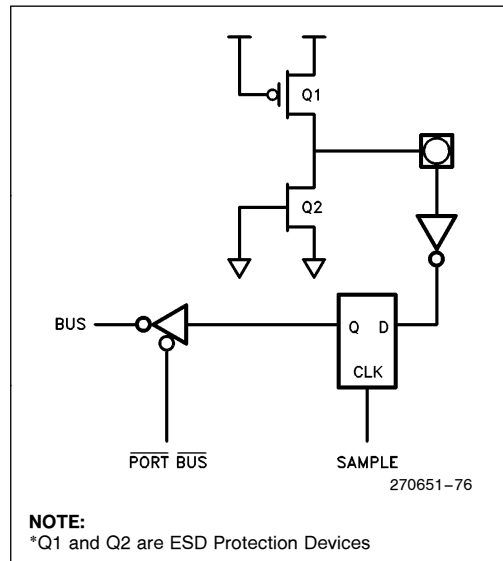 Q1
Q2
BUS
Q D
CLK
PORT BUS
SAMPLE
270651–76
NOTE:
*Q1 and Q2 are ESD Protection Devices